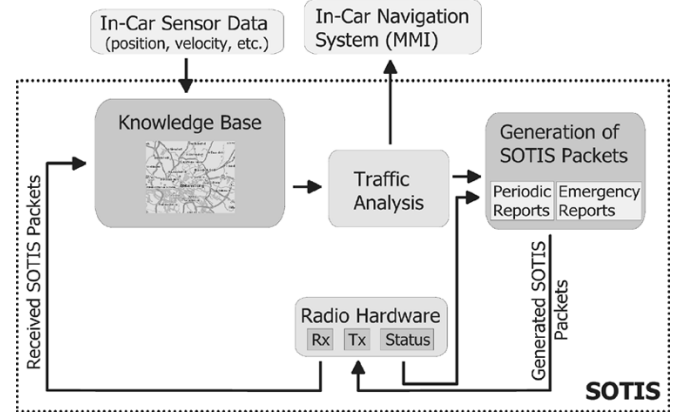 In-Car Sensor Data
(position, velocity, etc.)
In-Car Navigation
System (MMI)
Knowledge Base
Traffic
Analysis
Generation of
SOTIS Packets
Periodic
Reports
Emergency
Reports
Received SOTIS Packets
Radio Hardware
Rx
Tx
Status
Generated SOTIS
Packets
SOTIS